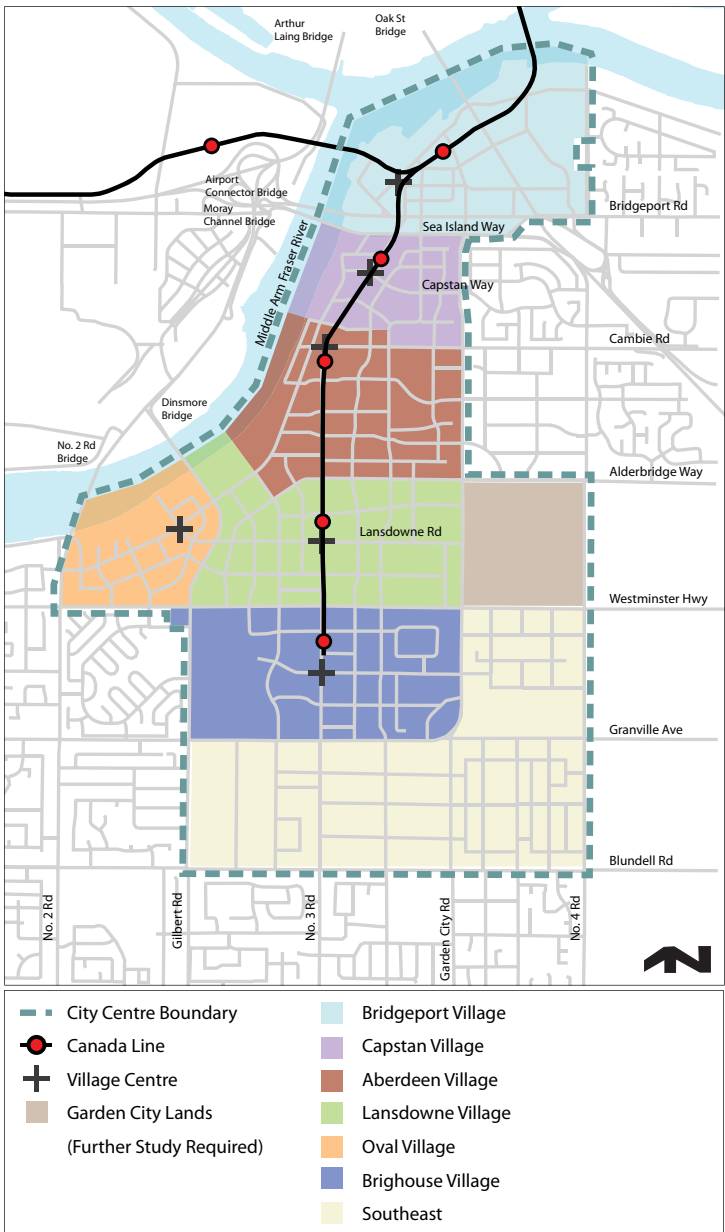 Arthur
Laing Bridge
Oak St
Bridge
Airport
Connector Bridge
Moray
Channel Bridge
Bridgeport Rd
Sea Island Way
Middle Arm Fraser River
Capstan Way
Cambie Rd
Dinsmore
Bridge
No. 2 Rd
Bridge
Alderbridge Way
Lansdowne Rd
Westminster Hwy
Granville Ave
Blundell Rd
No. 2 Rd
Gilbert Rd
No. 3 Rd
Garden City Rd
No. 4 Rd
N
City Centre Boundary
Canada Line
Village Centre
Garden City Lands
(Further Study Required)
Bridgeport Village
Capstan Village
Aberdeen Village
Lansdowne Village
Oval Village
Brighouse Village
Southeast